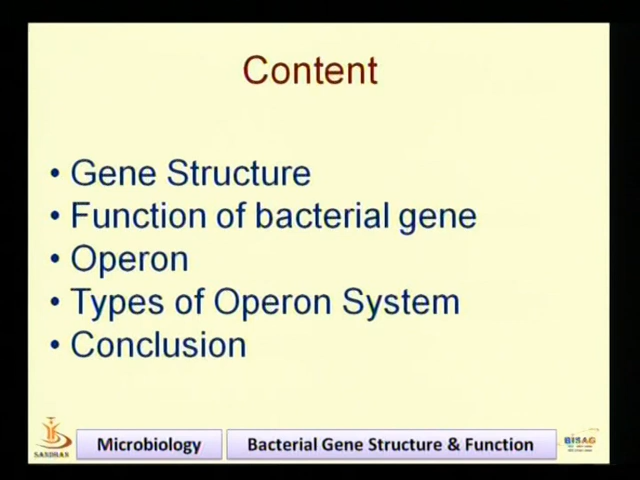 Content
• Gene Structure
• Function of bacterial gene
• Operon
• Types of Operon System
• Conclusion
SANDHAN
Microbiology
Bacterial Gene Structure & Function
BISAG